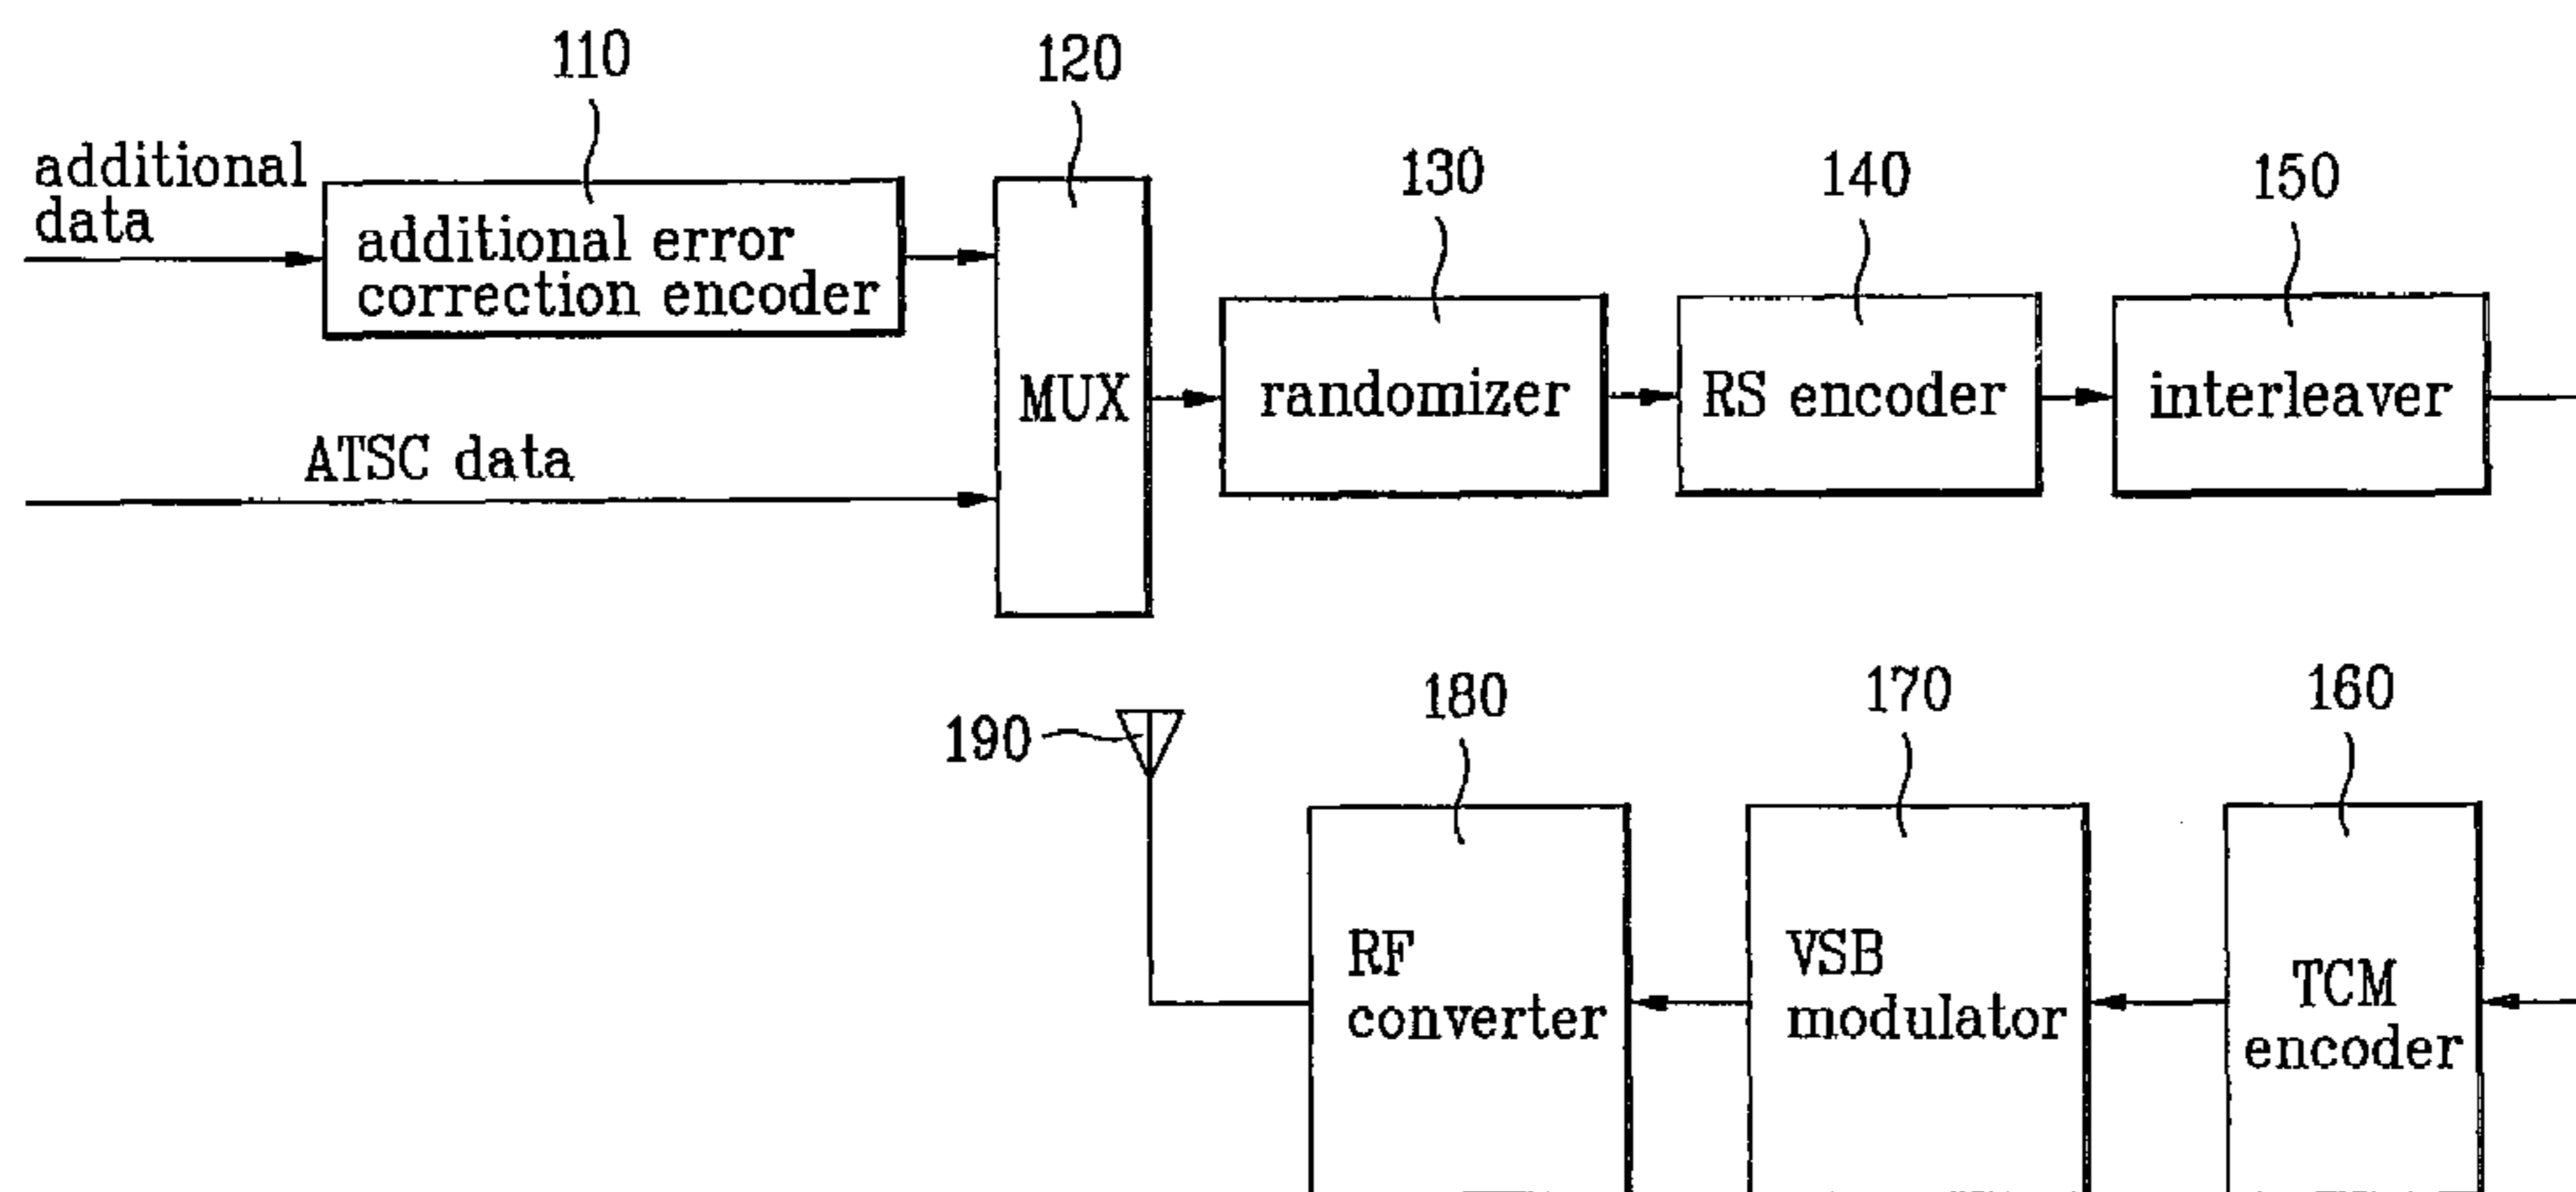 110
120
additional
data
additional error
correction encoder
130
140
150
MUX
randomizer
RS encoder
interleaver
ATSC data
190
180
170
160
RF
converter
VSB
modulator
TCM
encoder